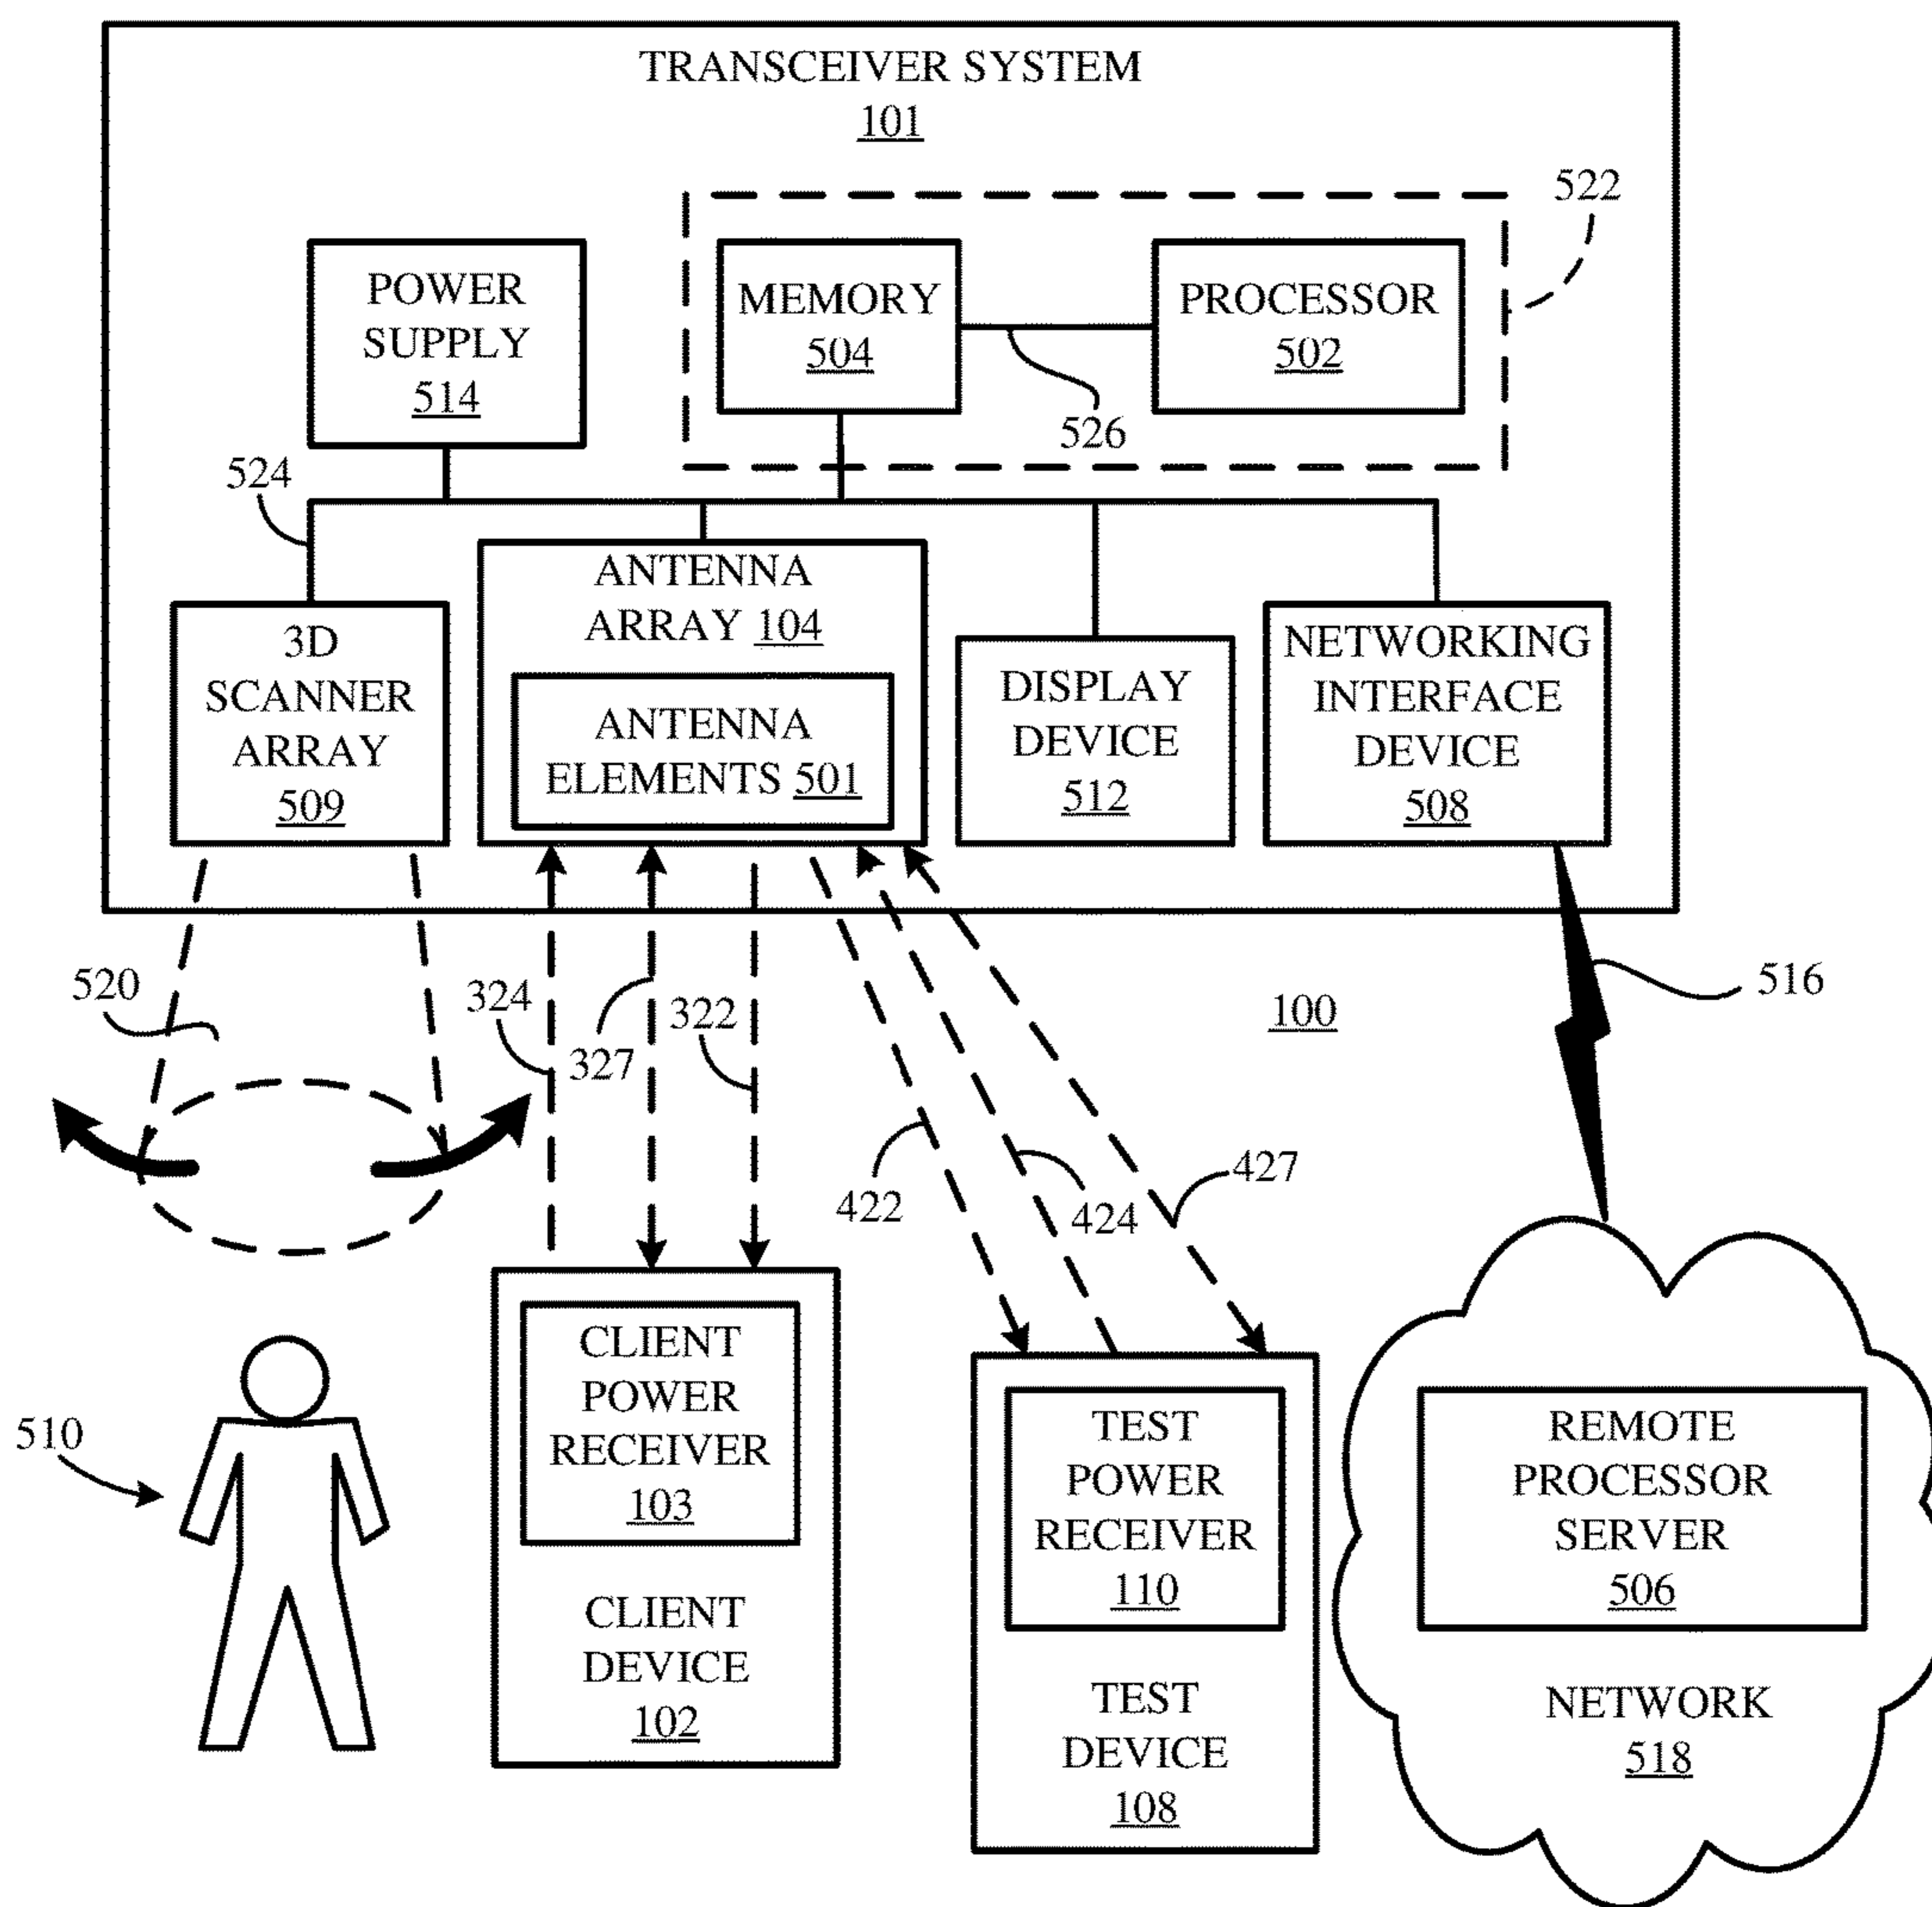 TRANSCEIVER SYSTEM
101
522
POWER
SUPPLY
514
MEMORY
504
PROCESSOR
502
526
524
3D
SCANNER
ARRAY
509
ANTENNA
ARRAY 104
ANTENNA
ELEMENTS 501
DISPLAY
DEVICE
512
NETWORKING
INTERFACE
DEVICE
508
520
324
327
322
100
516
422
424
427
510
CLIENT
POWER
RECEIVER
103
CLIENT
DEVICE
102
TEST
POWER
RECEIVER
110
TEST
DEVICE
108
REMOTE
PROCESSOR
SERVER
506
NETWORK
518